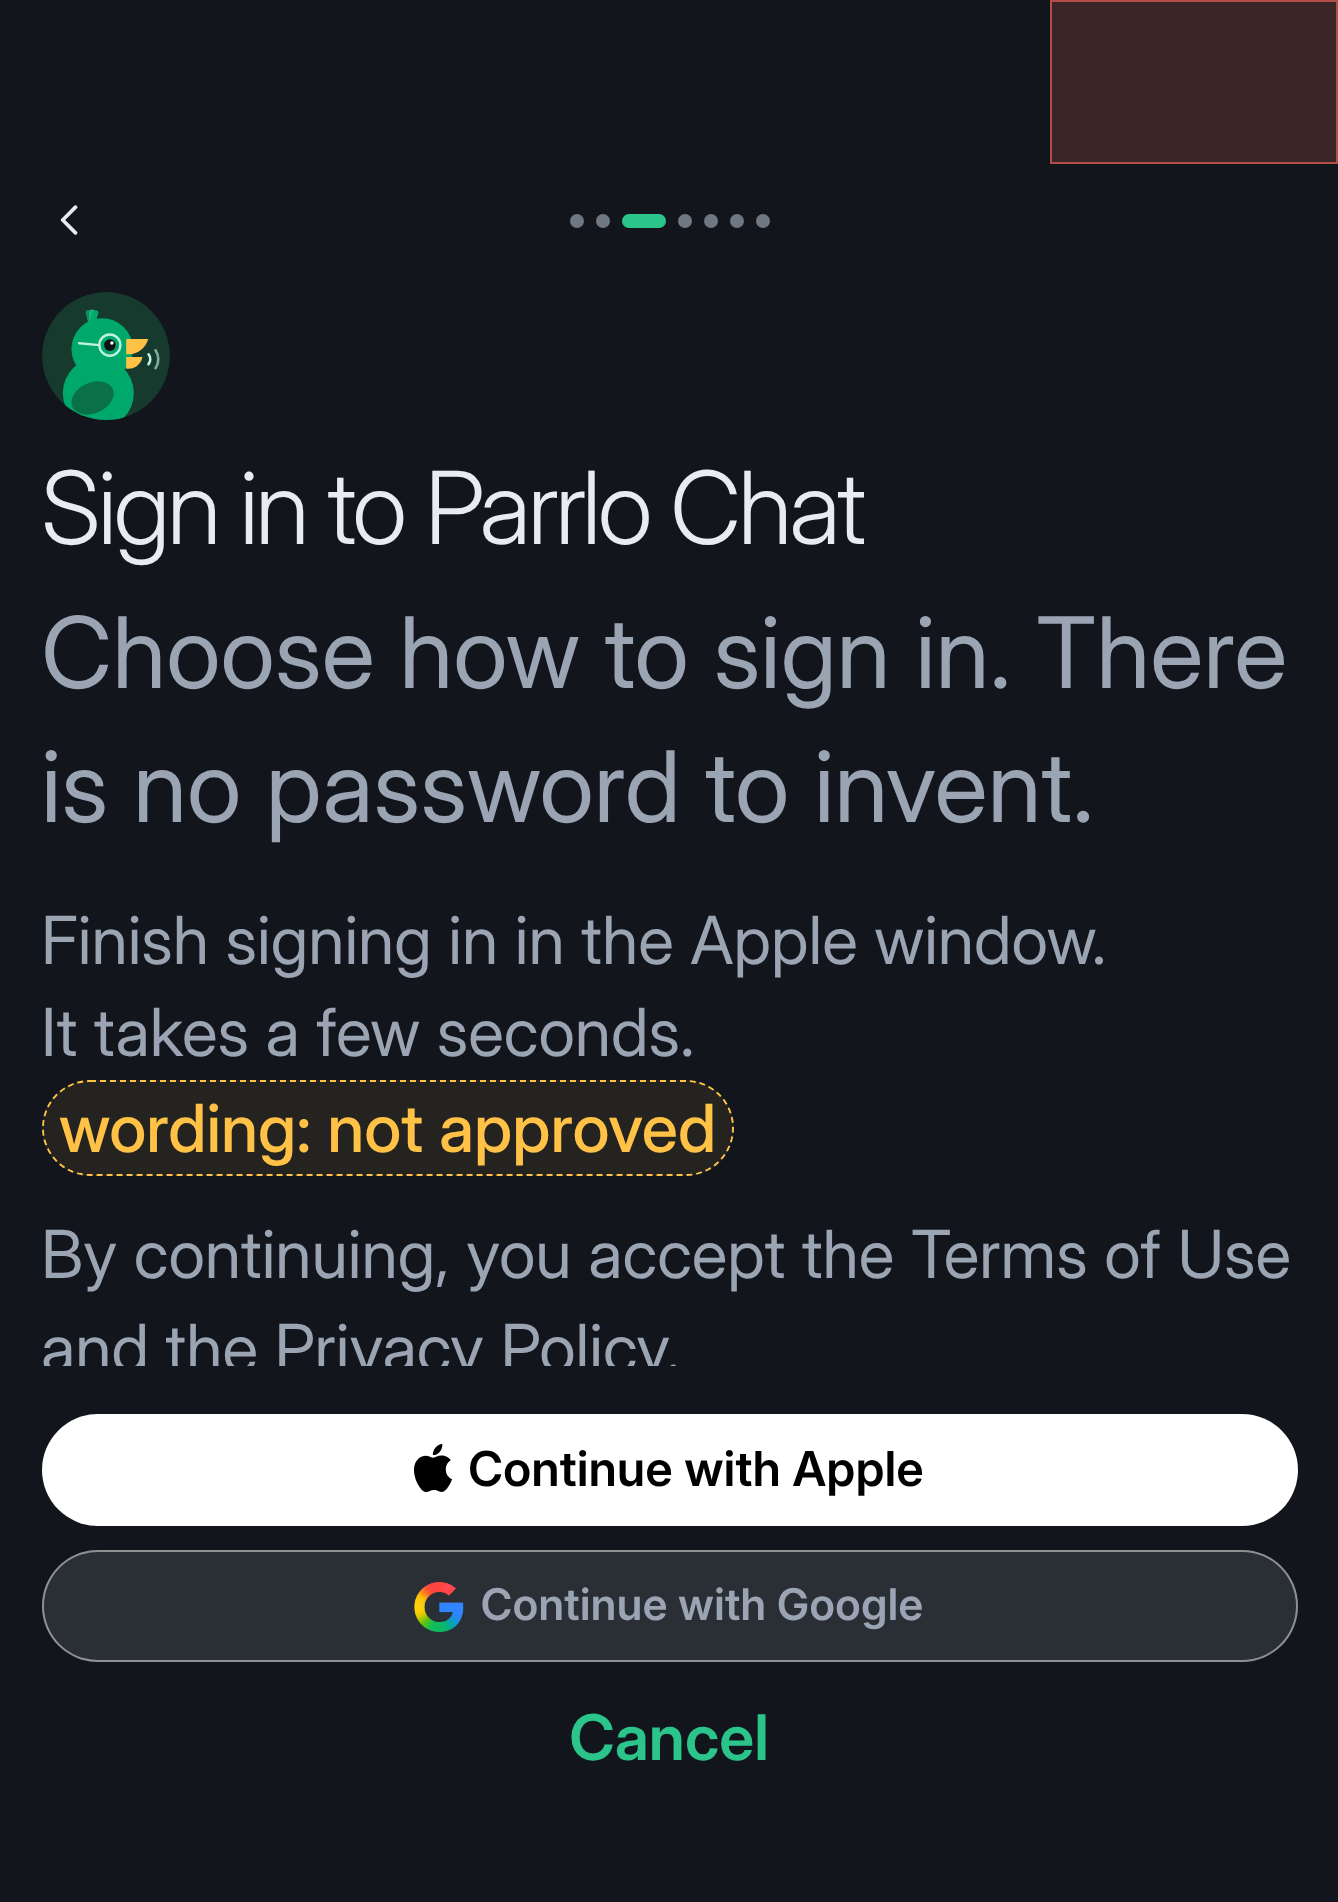 Sign in to Parrlo Chat
Choose how to sign in. There
is no password to invent.
Finish signing in in the Apple window.
It takes a few seconds.
wording: not approved
By continuing, you accept the Terms of Use
and the Privacy Policy.
Continue with Apple
Continue with Google
Cancel